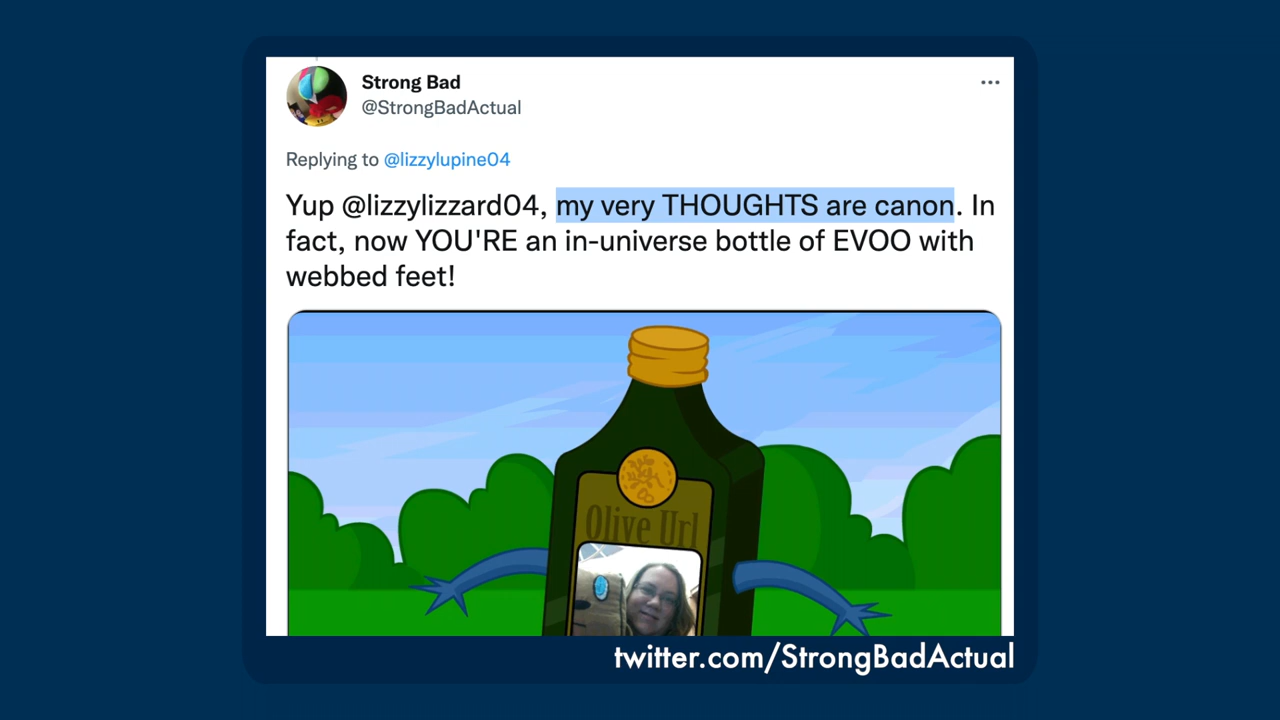 Strong Bad
@StrongBadActual
Replying to @lizzylupine04
Yup @lizzylizzard04, my very THOUGHTS are canon. In
fact, now YOU'RE an in-universe bottle of EVOO with
webbed feet!
Olive Url
twitter.com/StrongBadActual